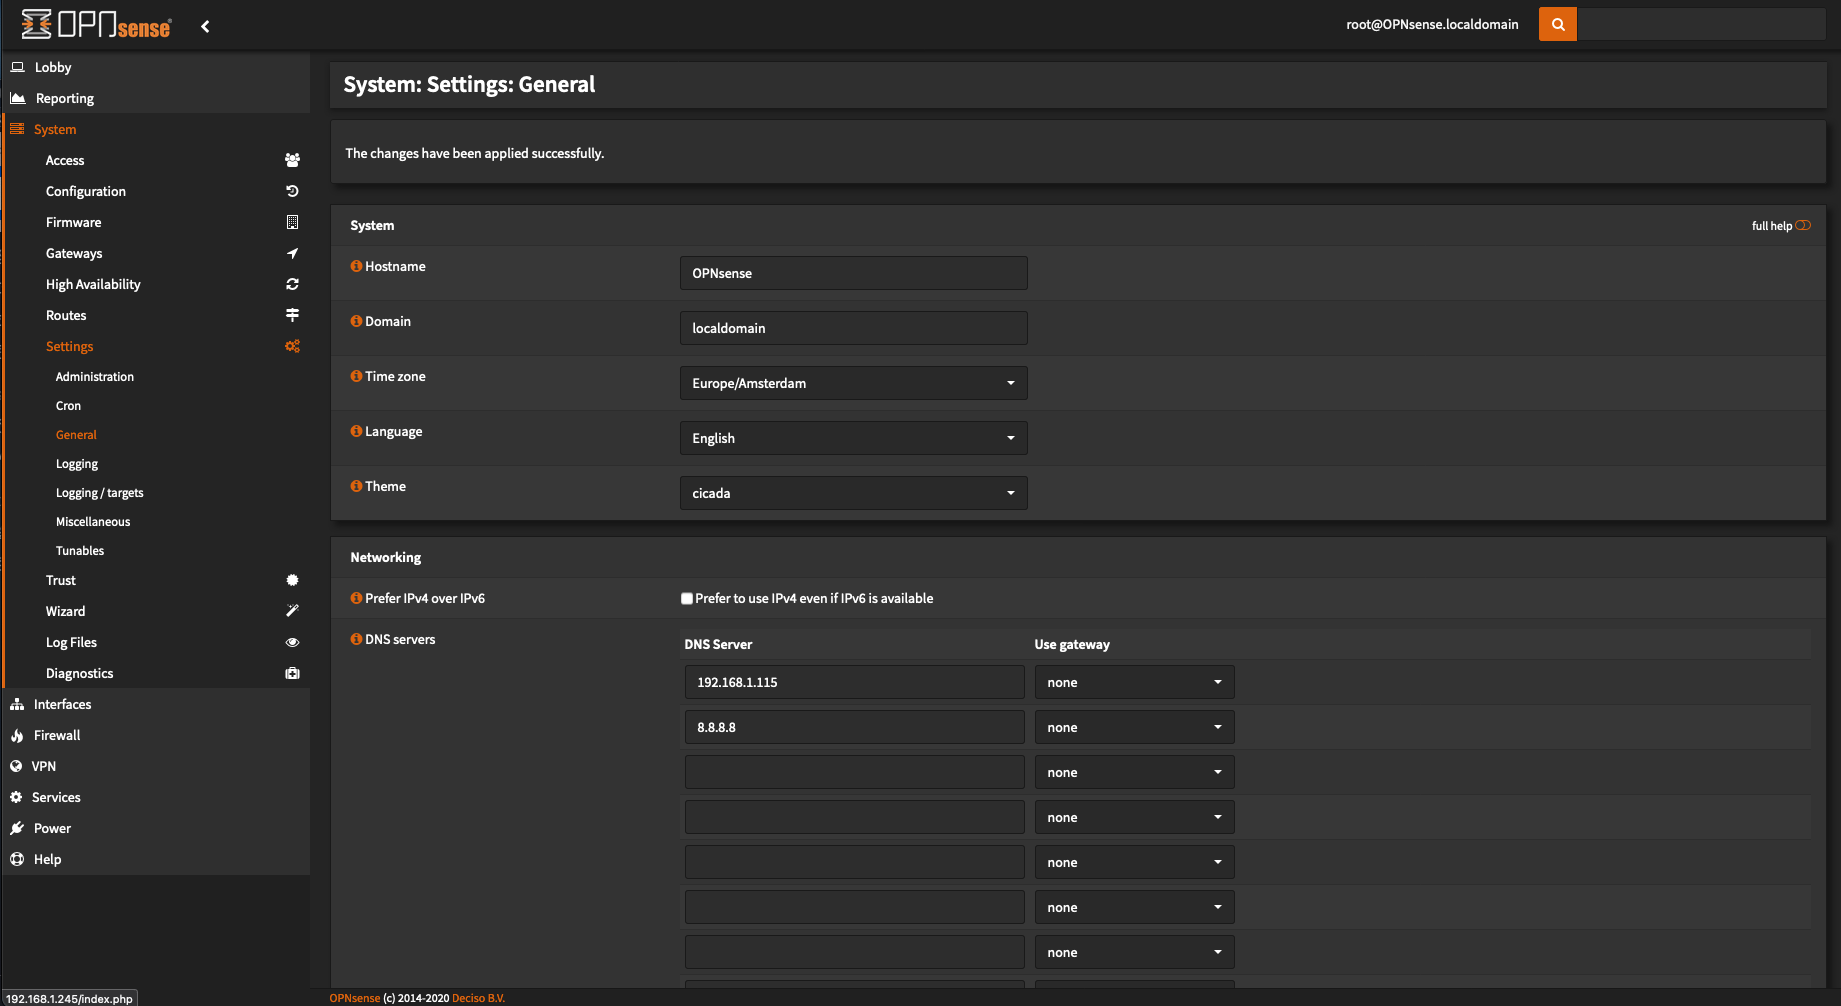 OPNsense
root@OPNsense.localdomain
Lobby
Reporting
System
Access
Configuration
Firmware
Gateways
High Availability
Routes
Settings
Administration
Cron
General
Logging
Logging / targets
Miscellaneous
Tunables
Trust
Wizard
Log Files
Diagnostics
Interfaces
Firewall
VPN
Services
Power
Help
System: Settings: General
The changes have been applied successfully.
System
full help
Hostname
OPNsense
Domain
localdomain
Time zone
Europe/Amsterdam
Language
English
Theme
cicada
Networking
Prefer IPv4 over IPv6
Prefer to use IPv4 even if IPv6 is available
DNS servers
DNS Server Use gateway
192.168.1.115 none
8.8.8.8 none
none
none
none
none
none
192.168.1.245/index.php
OPNsense (c) 2014-2020 Deciso B.V.